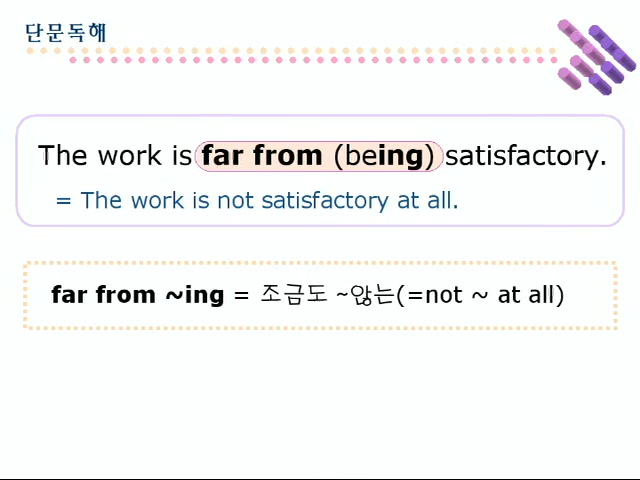 단문독해
The work is far from (being) satisfactory.
= The work is not satisfactory at all.
far from ~ing = 조금도 ~않는(=not ~ at all)